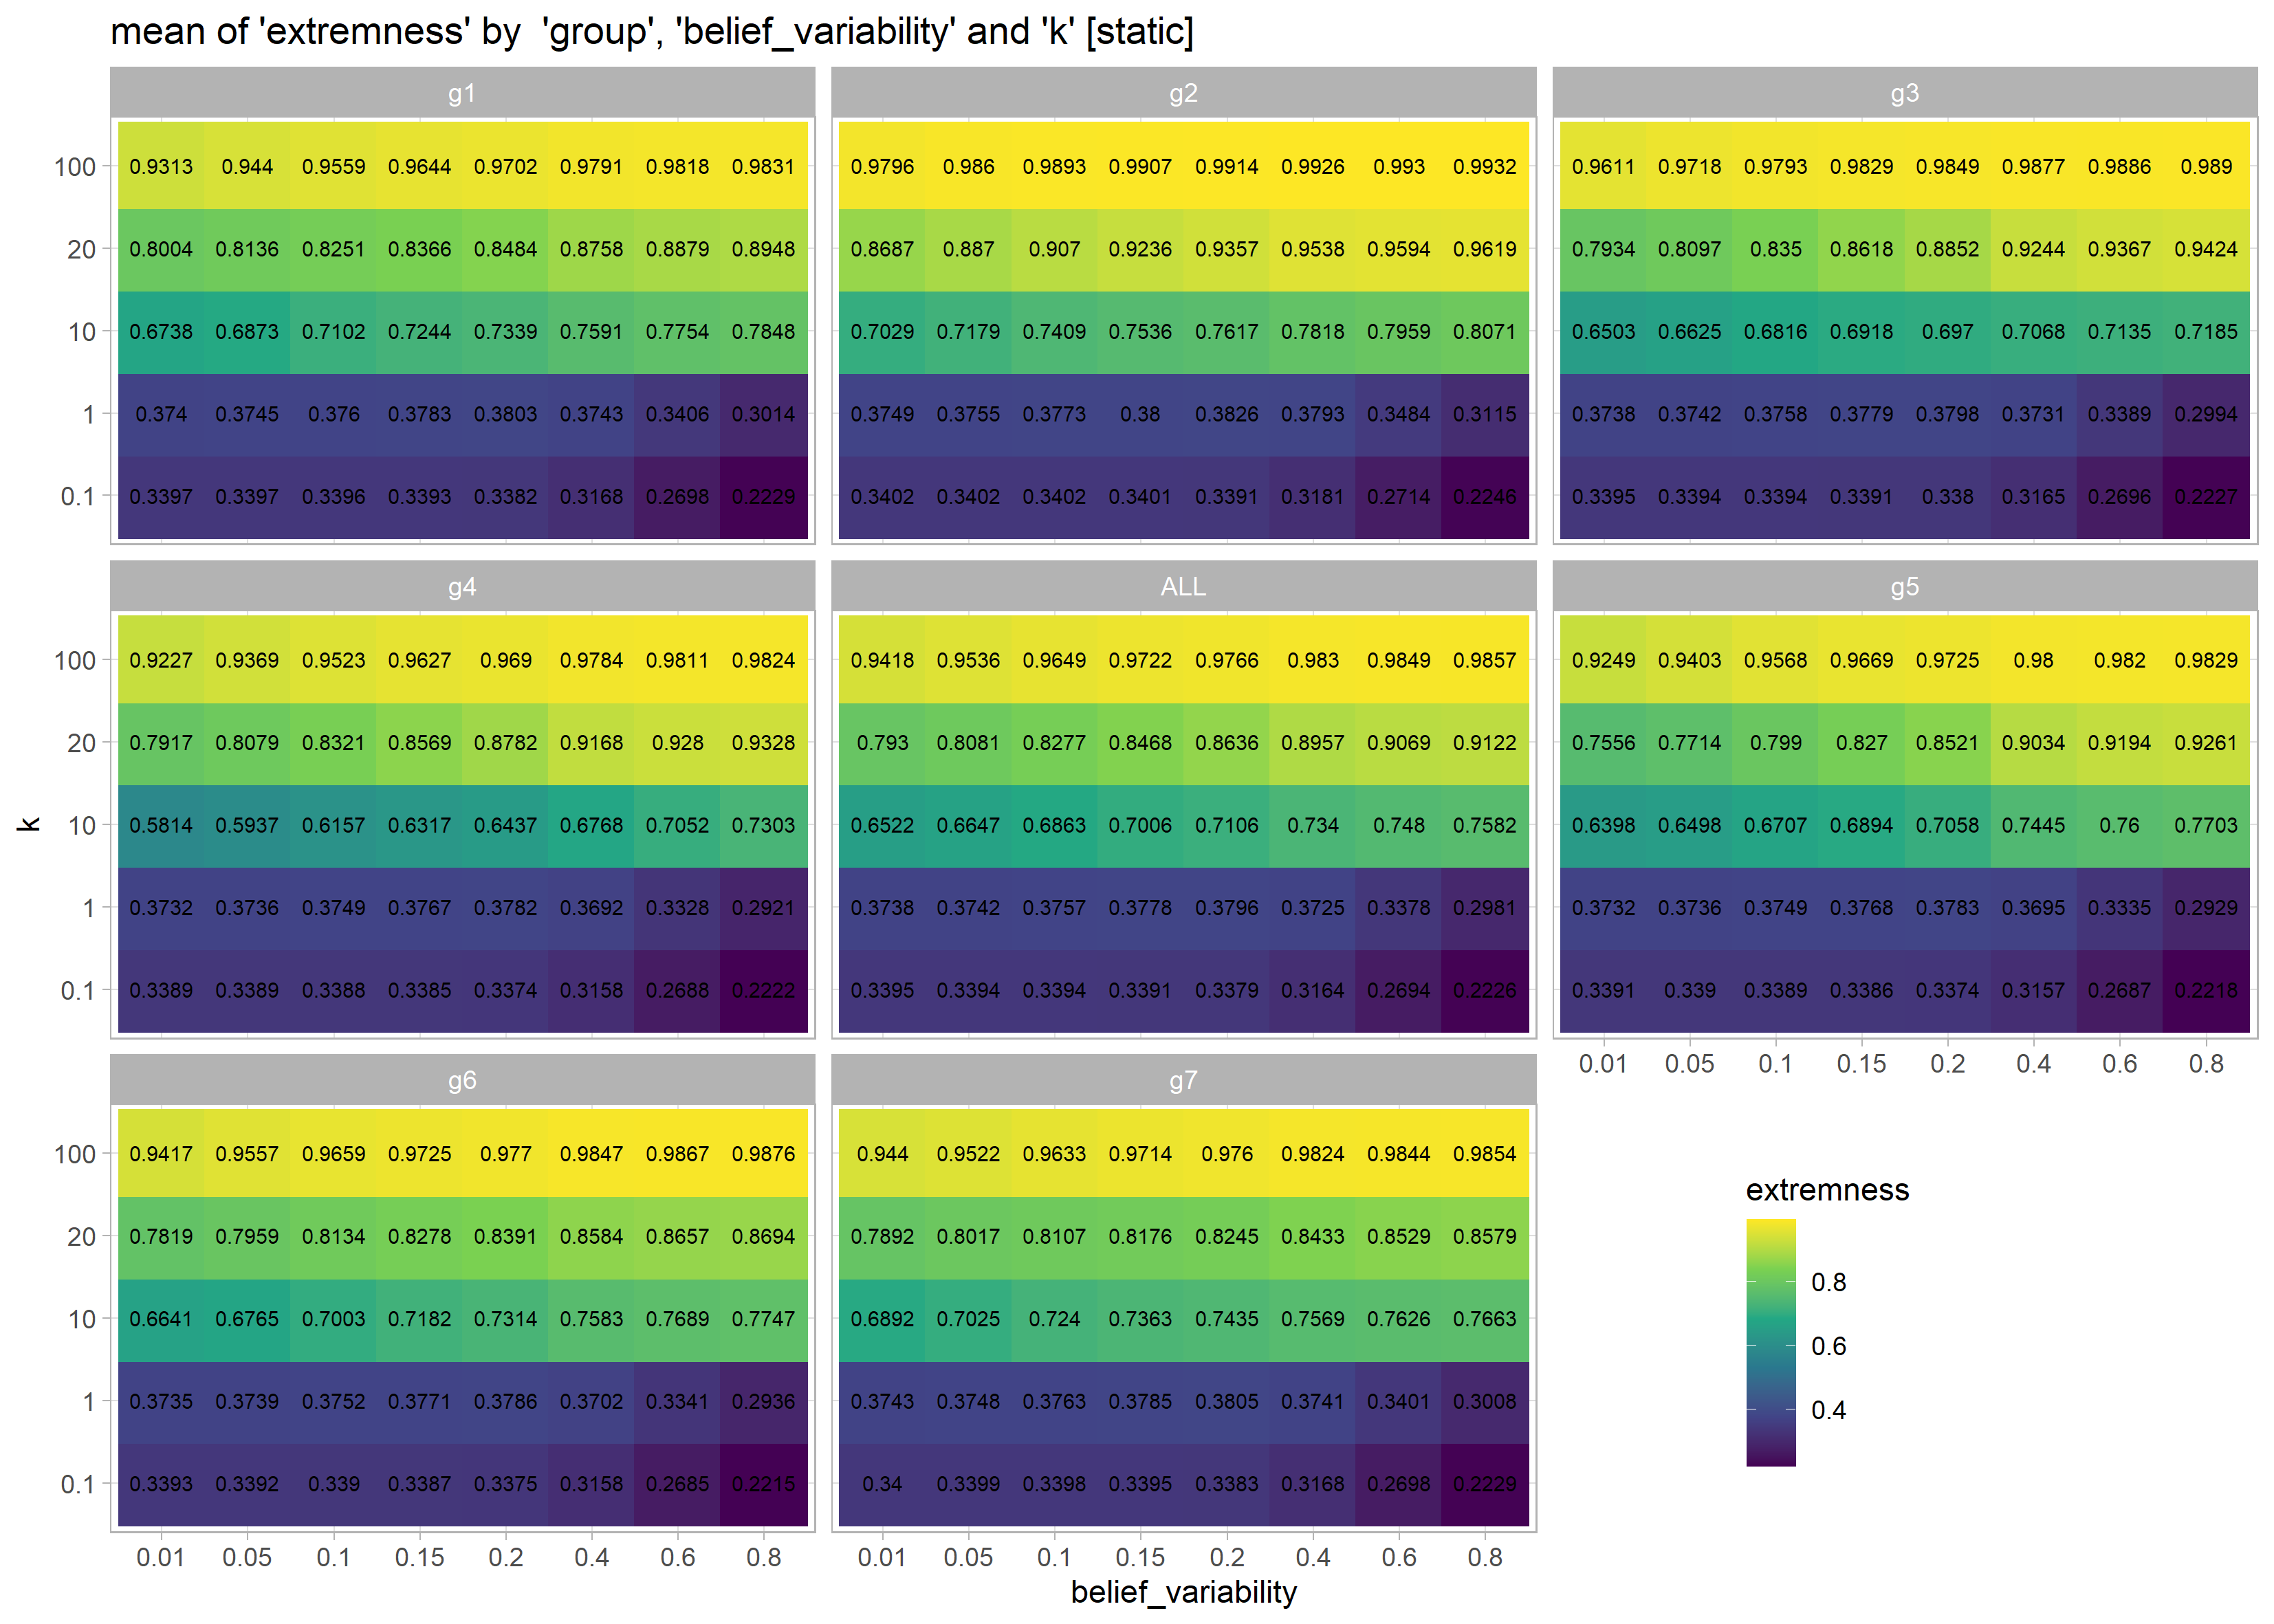 mean of 'extremness' by  'group', 'belief_variability' and 'k' [static]
g1 g2 g3
100 0.9313 0.944 0.9559 0.9644 0.9702 0.9791 0.9818 0.9831 0.9796 0.986 0.9893 0.9907 0.9914 0.9926 0.993 0.9932 0.9611 0.9718 0.9793 0.9829 0.9849 0.9877 0.9886 0.989
20 0.8004 0.8136 0.8251 0.8366 0.8484 0.8758 0.8879 0.8948 0.8687 0.887 0.907 0.9236 0.9357 0.9538 0.9594 0.9619 0.7934 0.8097 0.835 0.8618 0.8852 0.9244 0.9367 0.9424
10 0.6738 0.6873 0.7102 0.7244 0.7339 0.7591 0.7754 0.7848 0.7029 0.7179 0.7409 0.7536 0.7617 0.7818 0.7959 0.8071 0.6503 0.6625 0.6816 0.6918 0.697 0.7068 0.7135 0.7185
1 0.374 0.3745 0.376 0.3783 0.3803 0.3743 0.3406 0.3014 0.3749 0.3755 0.3773 0.38 0.3826 0.3793 0.3484 0.3115 0.3738 0.3742 0.3758 0.3779 0.3798 0.3731 0.3389 0.2994
0.1 0.3397 0.3397 0.3396 0.3393 0.3382 0.3168 0.2698 0.2229 0.3402 0.3402 0.3402 0.3401 0.3391 0.3181 0.2714 0.2246 0.3395 0.3394 0.3394 0.3391 0.338 0.3165 0.2696 0.2227
g4 ALL g5
100 0.9227 0.9369 0.9523 0.9627 0.969 0.9784 0.9811 0.9824 0.9418 0.9536 0.9649 0.9722 0.9766 0.983 0.9849 0.9857 0.9249 0.9403 0.9568 0.9669 0.9725 0.98 0.982 0.9829
20 0.7917 0.8079 0.8321 0.8569 0.8782 0.9168 0.928 0.9328 0.793 0.8081 0.8277 0.8468 0.8636 0.8957 0.9069 0.9122 0.7556 0.7714 0.799 0.827 0.8521 0.9034 0.9194 0.9261
10 0.5814 0.5937 0.6157 0.6317 0.6437 0.6768 0.7052 0.7303 0.6522 0.6647 0.6863 0.7006 0.7106 0.734 0.748 0.7582 0.6398 0.6498 0.6707 0.6894 0.7058 0.7445 0.76 0.7703
k
1 0.3732 0.3736 0.3749 0.3767 0.3782 0.3692 0.3328 0.2921 0.3738 0.3742 0.3757 0.3778 0.3796 0.3725 0.3378 0.2981 0.3732 0.3736 0.3749 0.3768 0.3783 0.3695 0.3335 0.2929
0.1 0.3389 0.3389 0.3388 0.3385 0.3374 0.3158 0.2688 0.2222 0.3395 0.3394 0.3394 0.3391 0.3379 0.3164 0.2694 0.2226 0.3391 0.339 0.3389 0.3386 0.3374 0.3157 0.2687 0.2218
0.01 0.05 0.1 0.15 0.2 0.4 0.6 0.8
g6 g7
100 0.9417 0.9557 0.9659 0.9725 0.977 0.9847 0.9867 0.9876 0.944 0.9522 0.9633 0.9714 0.976 0.9824 0.9844 0.9854
20 0.7819 0.7959 0.8134 0.8278 0.8391 0.8584 0.8657 0.8694 0.7892 0.8017 0.8107 0.8176 0.8245 0.8433 0.8529 0.8579
10 0.6641 0.6765 0.7003 0.7182 0.7314 0.7583 0.7689 0.7747 0.6892 0.7025 0.724 0.7363 0.7435 0.7569 0.7626 0.7663
1 0.3735 0.3739 0.3752 0.3771 0.3786 0.3702 0.3341 0.2936 0.3743 0.3748 0.3763 0.3785 0.3805 0.3741 0.3401 0.3008
0.1 0.3393 0.3392 0.339 0.3387 0.3375 0.3158 0.2685 0.2215 0.34 0.3399 0.3398 0.3395 0.3383 0.3168 0.2698 0.2229
0.01 0.05 0.1 0.15 0.2 0.4 0.6 0.8 0.01 0.05 0.1 0.15 0.2 0.4 0.6 0.8
belief_variability
extremness
0.8
0.6
0.4